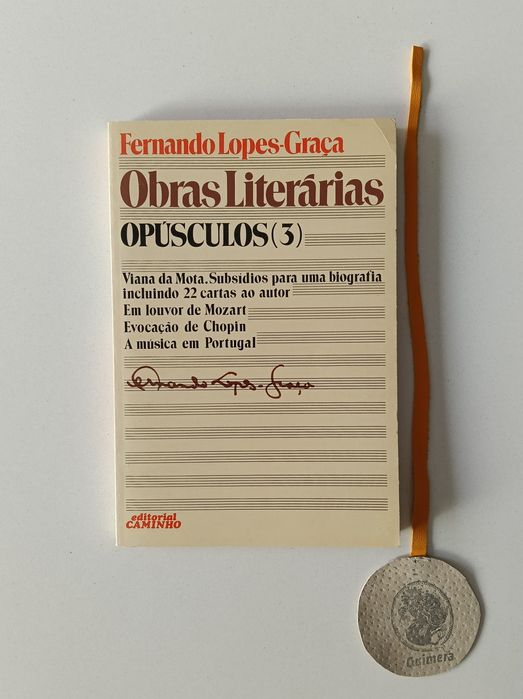 Fernando Lopes-Graça
Obras Literárias
OPÚSCULOS (3)
Viana da Mota. Subsídios para uma biografia
incluindo 22 cartas ao autor
Em louvor de Mozart
Evocação de Chopin
A música em Portugal
Fernando Lopes-Graça
editorial
CAMINHO
Guimera